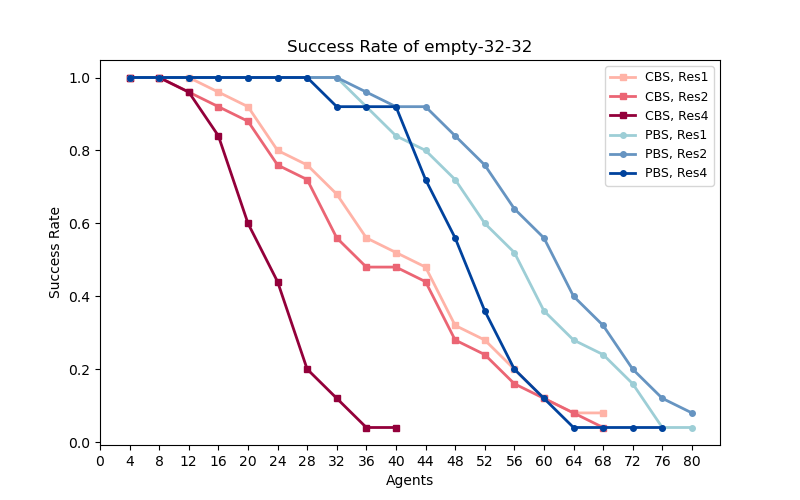 Success Rate of empty-32-32
CBS, Res1
CBS, Res2
CBS, Res4
PBS, Res1
PBS, Res2
PBS, Res4
Success Rate
1.0
0.8
0.6
0.4
0.2
0.0
0 4 8 12 16 20 24 28 32 36 40 44 48 52 56 60 64 68 72 76 80
Agents